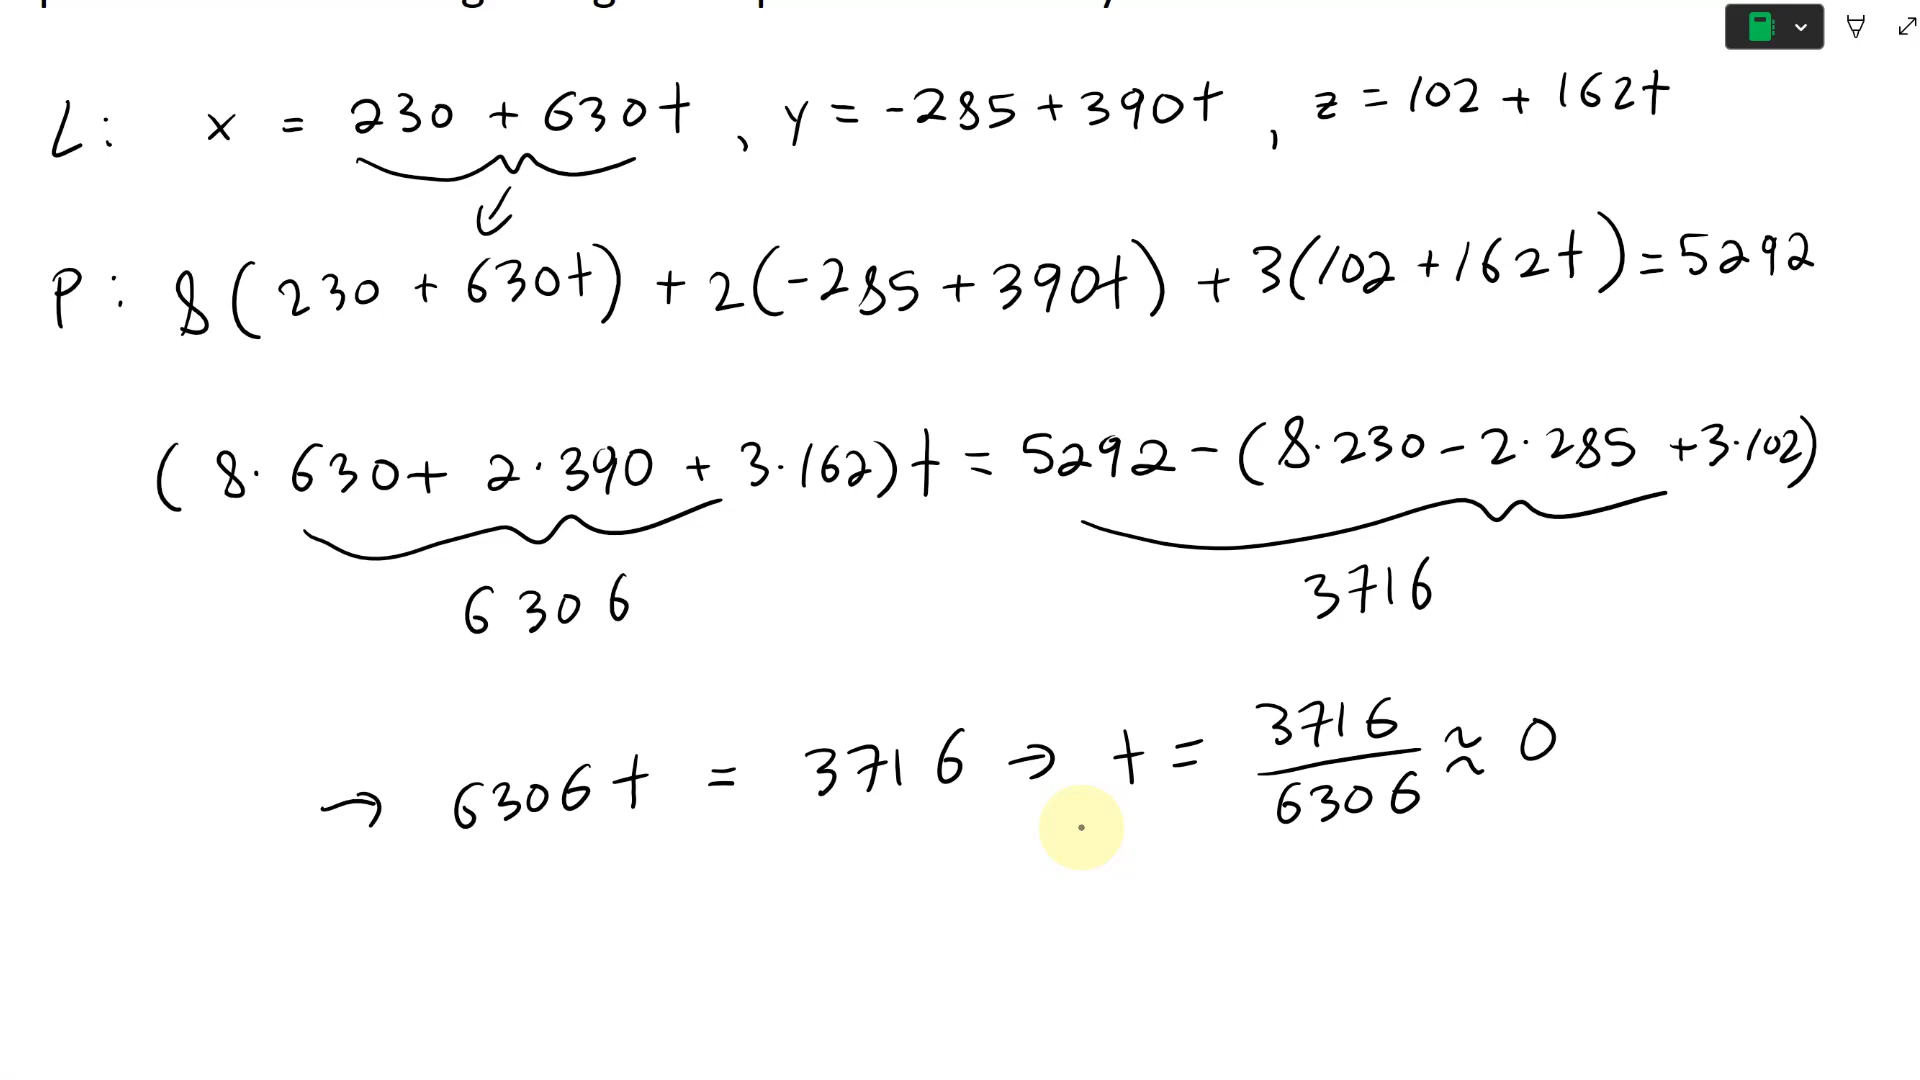 L: x = 230 + 630t , y = -285 + 390t , z = 102 + 162t
P: 8(230 + 630t) + 2(-285 + 390t) + 3(102 + 162t) = 5292
(8·630 + 2·390 + 3·162)t = 5292 - (8·230 - 2·285 + 3·102)
6306 3716
→ 6306t = 3716 → t = 3716/6306 ≈ 0